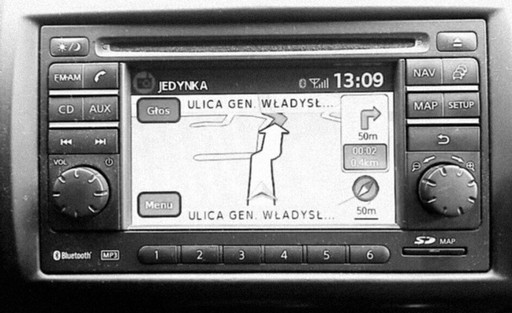 FM·AM
CD
AUX
VOL
Bluetooth
MP3
JEDYNKA
13:09
Głos
ULICA GEN. WŁADYSŁ...
50m
00:02
0.4km
Menu
50m
ULICA GEN. WŁADYSŁ...
1 2 3 4 5 6
NAV
MAP
SETUP
SD MAP